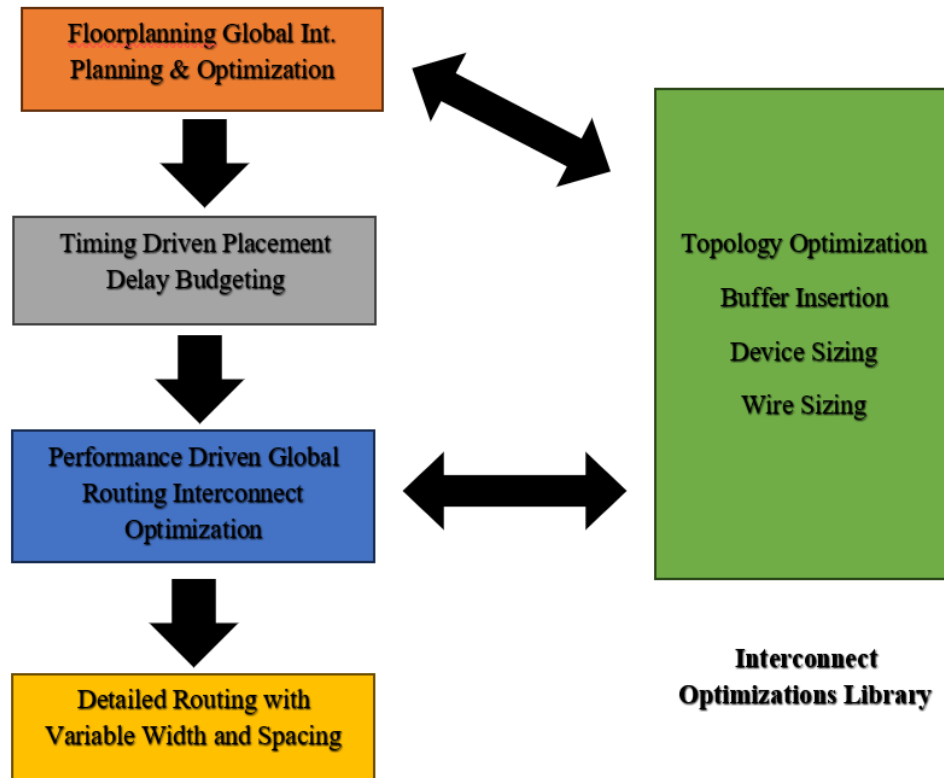 Floorplanning Global Int.
Planning & Optimization
Timing Driven Placement
Delay Budgeting
Performance Driven Global
Routing Interconnect
Optimization
Detailed Routing with
Variable Width and Spacing
Topology Optimization
Buffer Insertion
Device Sizing
Wire Sizing
Interconnect
Optimizations Library